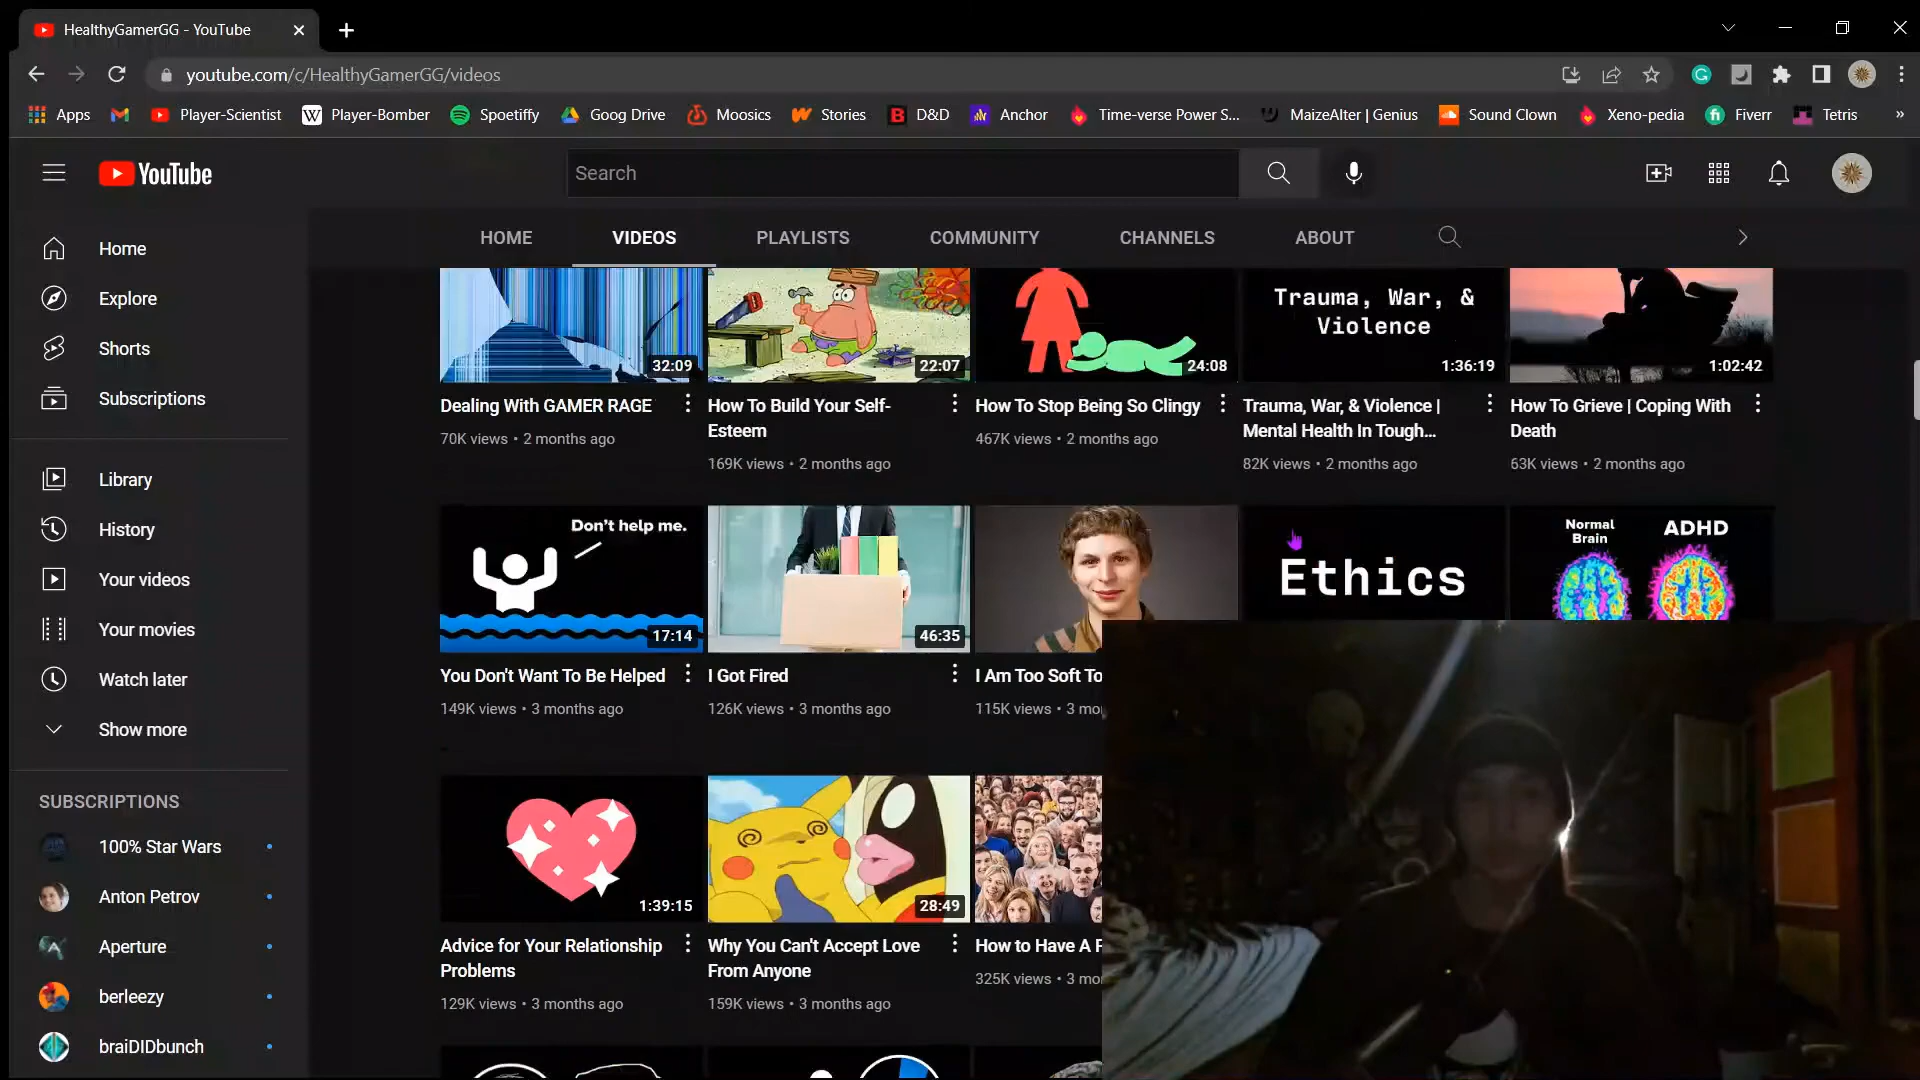 HealthyGamerGG - YouTube
youtube.com/c/HealthyGamerGG/videos
Apps
Player-Scientist
Player-Bomber
Spoetiffy
Goog Drive
Moosics
Stories
D&D
Anchor
Time-verse Power S...
MaizeAlter | Genius
Sound Clown
Xeno-pedia
Fiverr
Tetris
»
YouTube
Search
HOME
VIDEOS
PLAYLISTS
COMMUNITY
CHANNELS
ABOUT
Home
Explore
Shorts
Subscriptions
Library
History
Your videos
Your movies
Watch later
Show more
SUBSCRIPTIONS
100% Star Wars
Anton Petrov
Aperture
berleezy
braiDIDbunch
32:09
Dealing With GAMER RAGE
70K views • 2 months ago
22:07
How To Build Your Self-
Esteem
169K views • 2 months ago
24:08
How To Stop Being So Clingy
467K views • 2 months ago
Trauma, War, &
Violence
1:36:19
Trauma, War, & Violence |
Mental Health In Tough...
82K views • 2 months ago
1:02:42
How To Grieve | Coping With
Death
63K views • 2 months ago
Don't help me.
17:14
You Don't Want To Be Helped
149K views • 3 months ago
46:35
I Got Fired
126K views • 3 months ago
I Am Too Soft To
115K views • 3 mo
Ethics
Normal
Brain
ADHD
1:39:15
Advice for Your Relationship
Problems
129K views • 3 months ago
28:49
Why You Can't Accept Love
From Anyone
159K views • 3 months ago
How to Have A
325K views • 3 mo